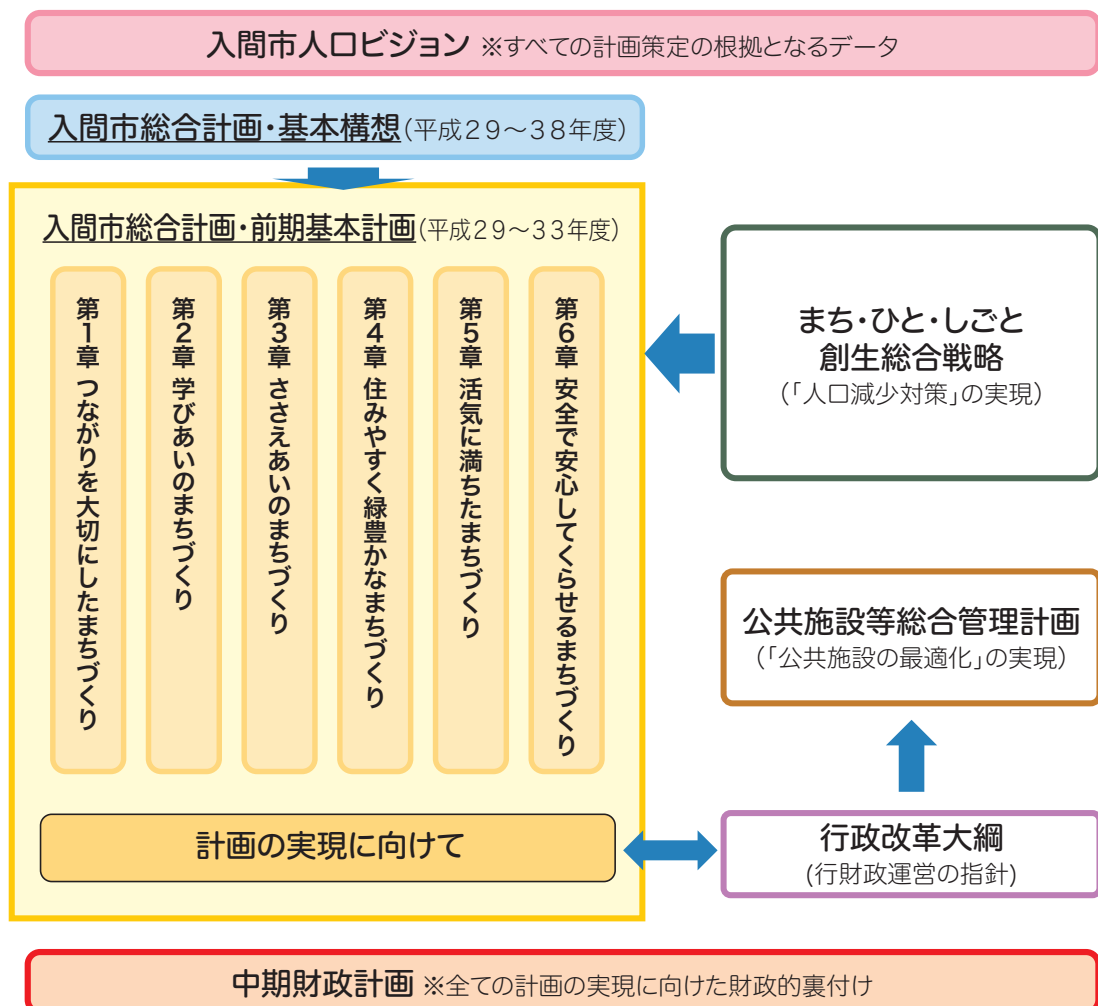 入間市人口ビジョン ※すべての計画策定の根拠となるデータ
入間市総合計画・基本構想(平成29～38年度)
入間市総合計画・前期基本計画(平成29～33年度)
第1章 つながりを大切にしたまちづくり
第2章 学びあいのまちづくり
第3章 ささえあいのまちづくり
第4章 住みやすく緑豊かなまちづくり
第5章 活気に満ちたまちづくり
第6章 安全で安心してくらせるまちづくり
計画の実現に向けて
まち・ひと・しごと
創生総合戦略
(「人口減少対策」の実現)
公共施設等総合管理計画
(「公共施設の最適化」の実現)
行政改革大綱
(行財政運営の指針)
中期財政計画 ※全ての計画の実現に向けた財政的裏付け